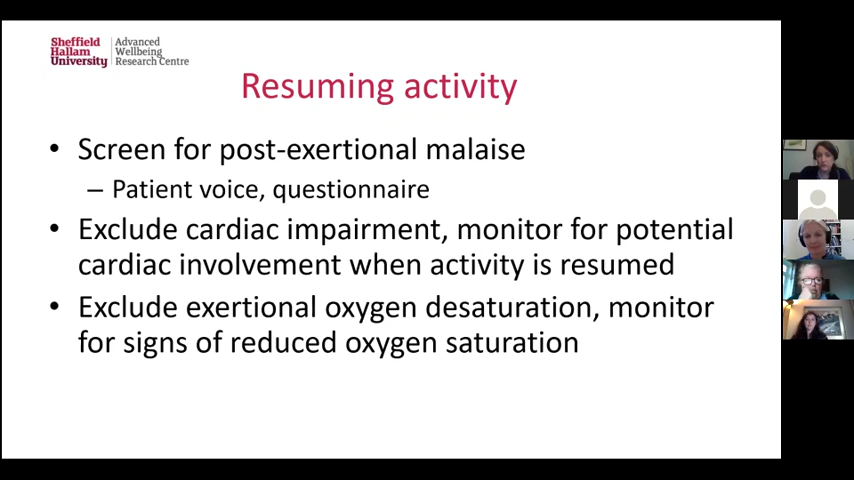 Sheffield
Hallam
University
Advanced
Wellbeing
Research Centre
Resuming activity
• Screen for post-exertional malaise
– Patient voice, questionnaire
• Exclude cardiac impairment, monitor for potential
cardiac involvement when activity is resumed
• Exclude exertional oxygen desaturation, monitor
for signs of reduced oxygen saturation